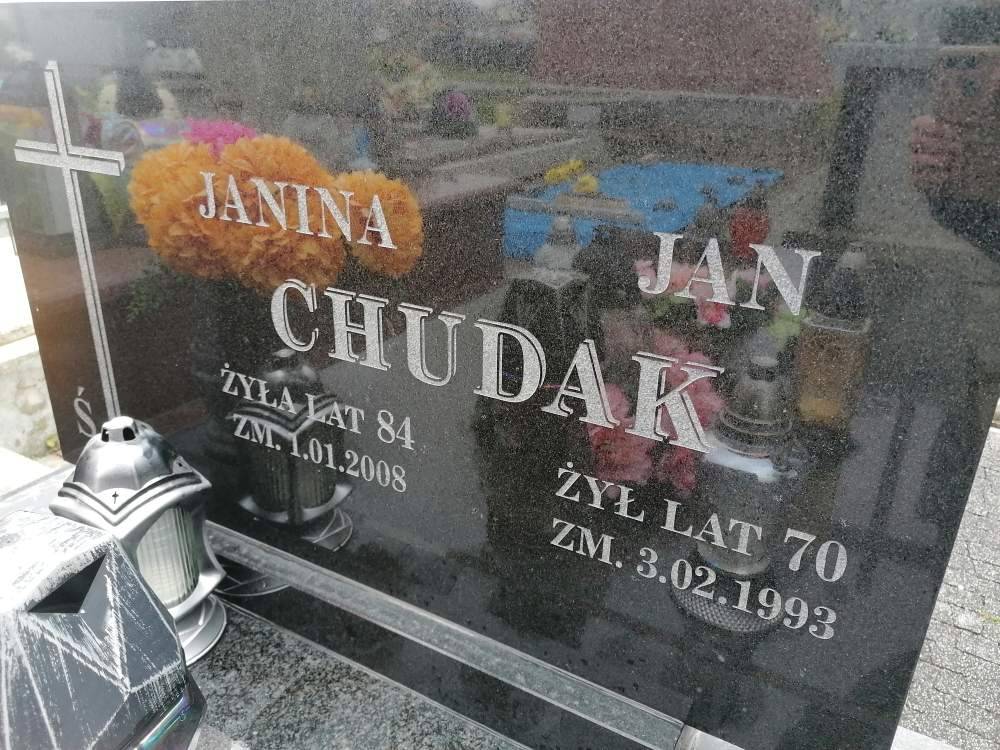 JANINA
JAN
CHUDAK
ŻYŁA LAT 84
ZM. 1.01.2008
ŻYŁ LAT 70
ZM. 3.02.1993
Ś